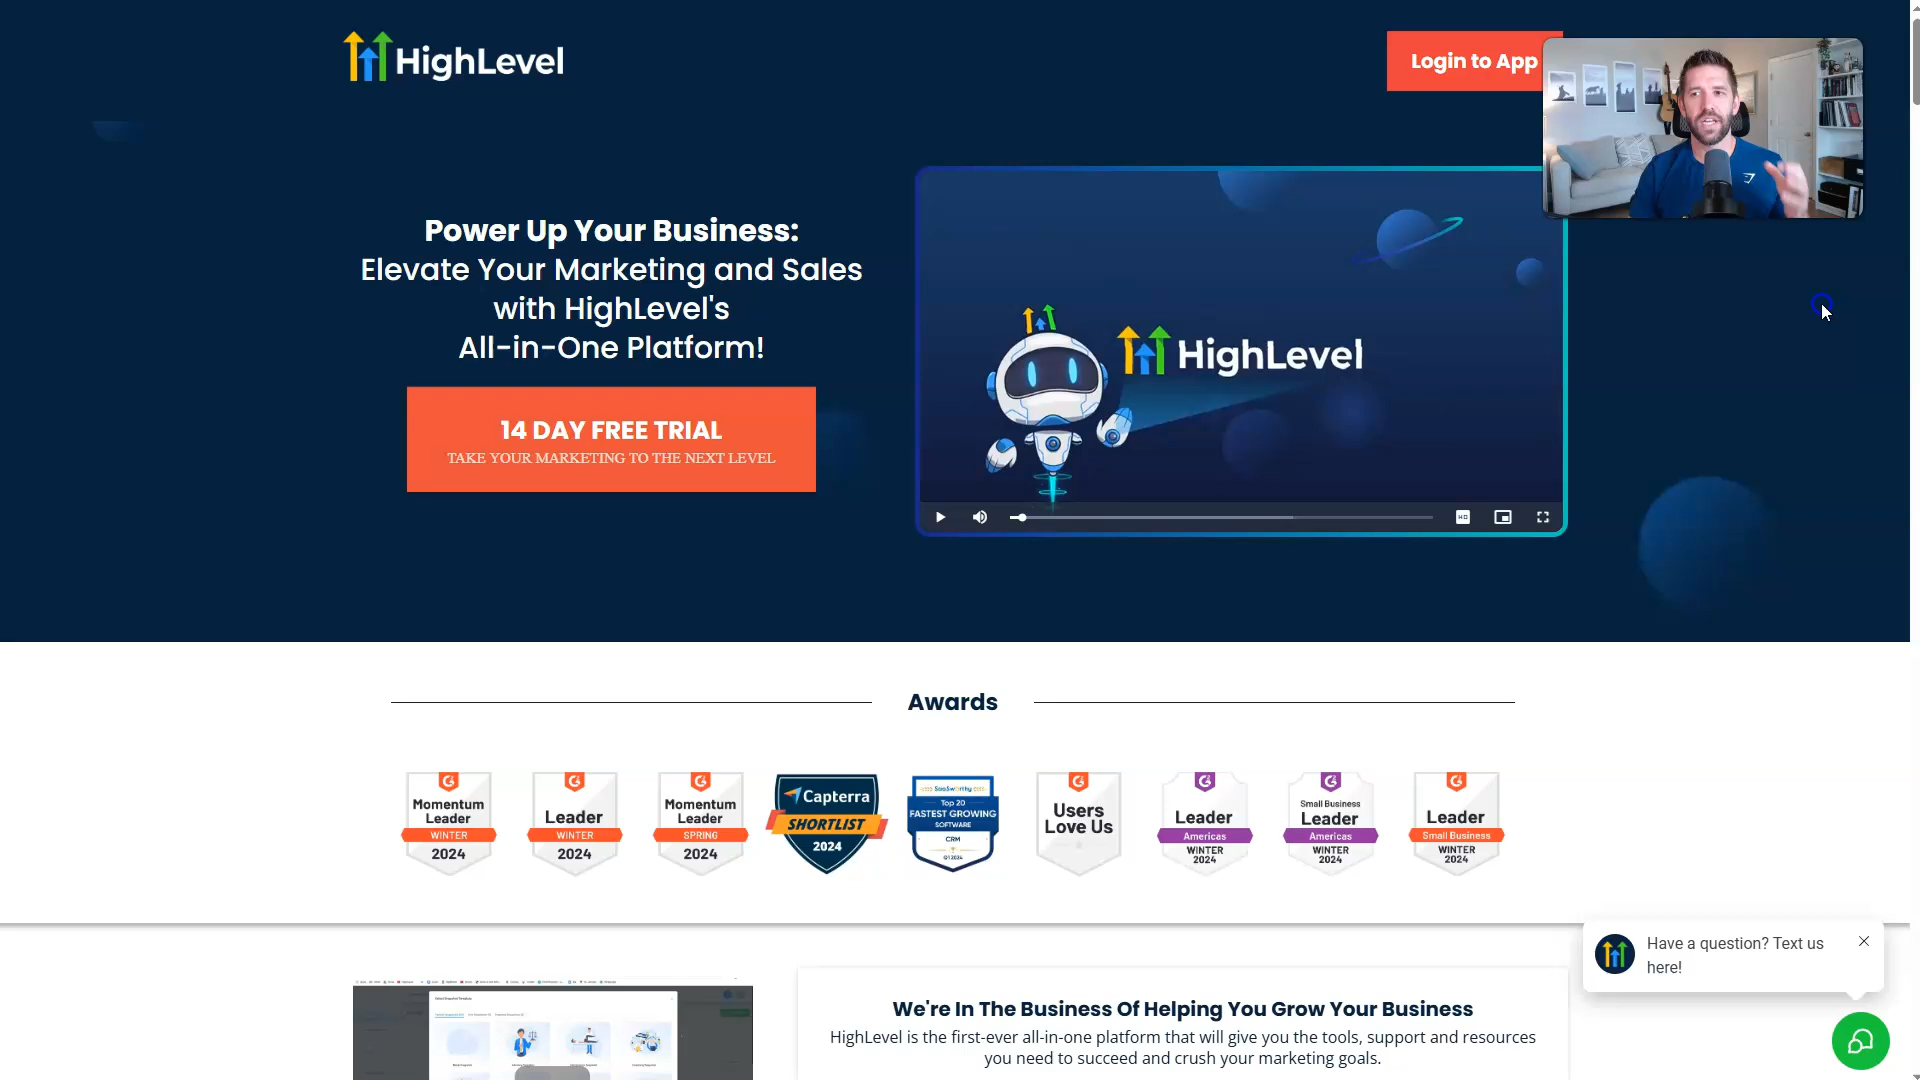 HighLevel
Login to App
Power Up Your Business:
Elevate Your Marketing and Sales
with HighLevel's
All-in-One Platform!
14 DAY FREE TRIAL
TAKE YOUR MARKETING TO THE NEXT LEVEL
HighLevel
HD
Awards
Momentum
Leader
WINTER
2024
Leader
WINTER
2024
Momentum
Leader
SPRING
2024
Capterra
SHORTLIST
2024
SaaSworthy
Top 20
FASTEST GROWING
SOFTWARE
CRM
Q1 2024
Users
Love Us
Leader
Americas
WINTER
2024
Small Business
Leader
Americas
WINTER
2024
Leader
Small Business
WINTER
2024
Have a question? Text us
here!
We're In The Business Of Helping You Grow Your Business
HighLevel is the first-ever all-in-one platform that will give you the tools, support and resources
you need to succeed and crush your marketing goals.